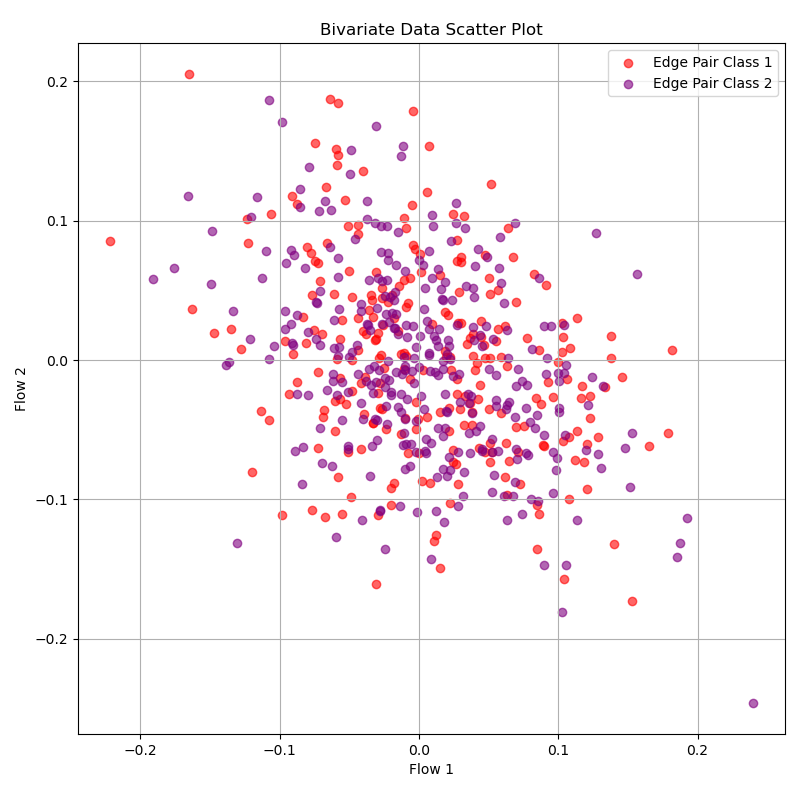 Bivariate Data Scatter Plot
Edge Pair Class 1
Edge Pair Class 2
0.2
0.1
0.0
−0.1
−0.2
Flow 2
−0.2
−0.1
0.0
0.1
0.2
Flow 1